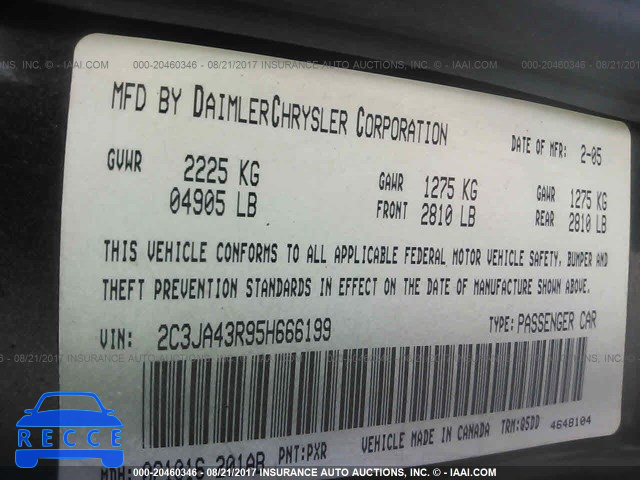 000-20460346 - 08/21/2017 INSURANCE AUTO AUCTIONS, INC. - IAAI.COM
MFD BY DAIMLERCHRYSLER CORPORATION
DATE OF MFR: 2-05
GVWR 2225 KG
04905 LB
GAWR 1275 KG
FRONT 2810 LB
GAWR 1275 KG
REAR 2810 LB
THIS VEHICLE CONFORMS TO ALL APPLICABLE FEDERAL MOTOR VEHICLE SAFETY, BUMPER AND
THEFT PREVENTION STANDARDS IN EFFECT ON THE DATE OF MANUFACTURE SHOWN ABOVE.
VIN: 2C3JA43R95H666199
TYPE: PASSENGER CAR
MDH: PNT:PXR
VEHICLE MADE IN CANADA TRM:05DD 4648104
RECCE
000-20460346 - 08/21/2017 INSURANCE AUTO AUCTIONS, INC. - IAAI.COM